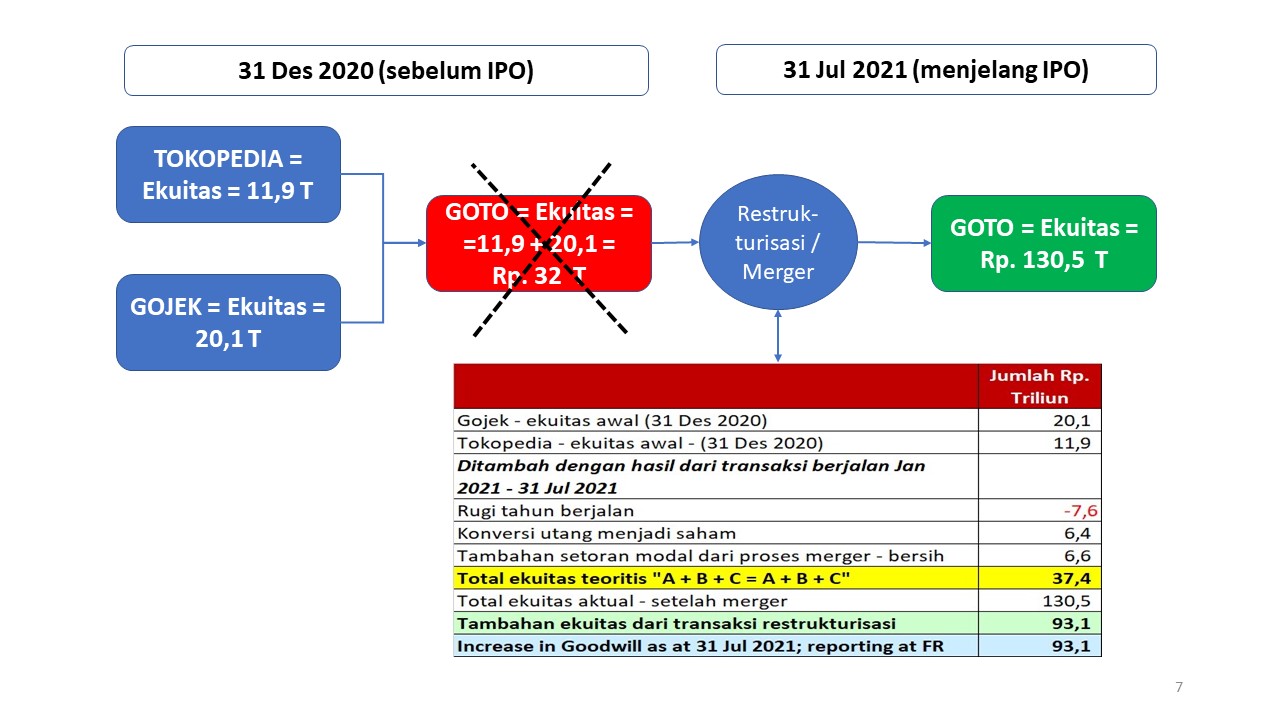 31 Des 2020 (sebelum IPO)
31 Jul 2021 (menjelang IPO)
TOKOPEDIA =
Ekuitas = 11,9 T
GOJEK = Ekuitas =
20,1 T
GOTO = Ekuitas =
=11,9 + 20,1 =
Rp. 32 T
Restruk-
turisasi /
Merger
GOTO = Ekuitas =
Rp. 130,5 T
Jumlah Rp.
Triliun
Gojek - ekuitas awal (31 Des 2020) 20,1
Tokopedia - ekuitas awal - (31 Des 2020) 11,9
Ditambah dengan hasil dari transaksi berjalan Jan
2021 - 31 Jul 2021
Rugi tahun berjalan -7,6
Konversi utang menjadi saham 6,4
Tambahan setoran modal dari proses merger - bersih 6,6
Total ekuitas teoritis "A + B + C = A + B + C" 37,4
Total ekuitas aktual - setelah merger 130,5
Tambahan ekuitas dari transaksi restrukturisasi 93,1
Increase in Goodwill as at 31 Jul 2021; reporting at FR 93,1
7